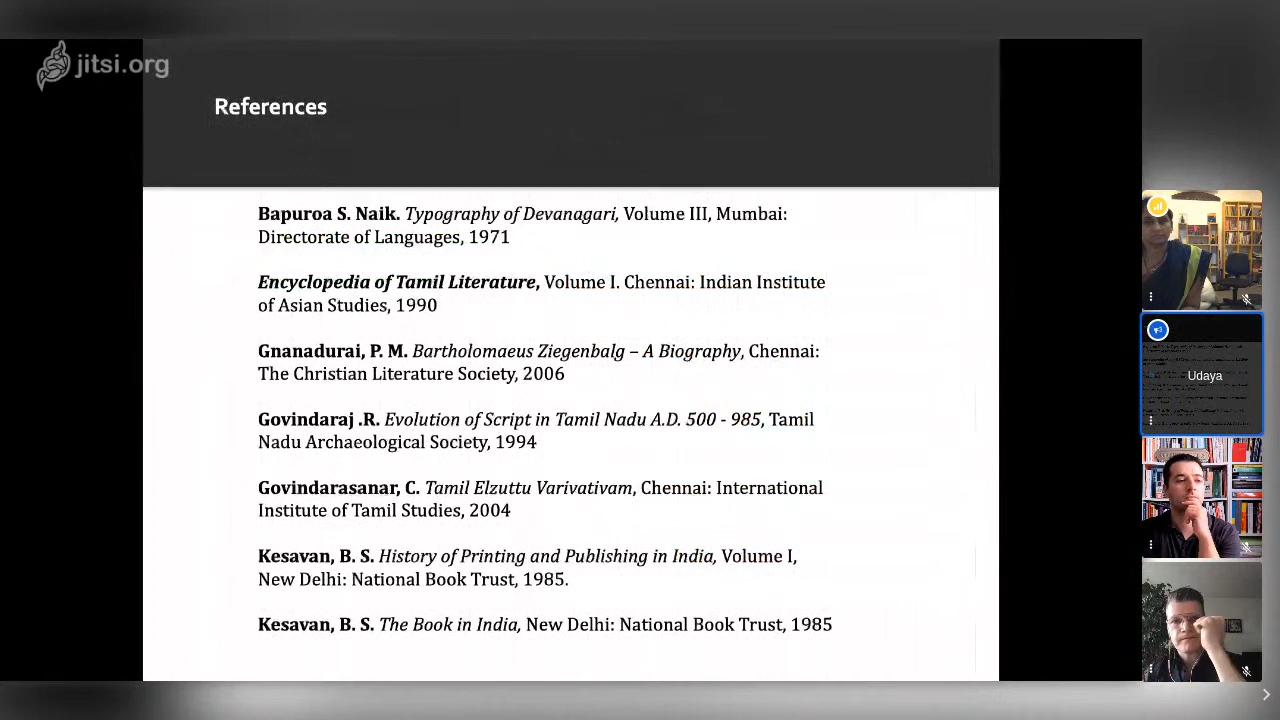 jitsi.org
References
Bapuroa S. Naik. Typography of Devanagari, Volume III, Mumbai:
Directorate of Languages, 1971
Encyclopedia of Tamil Literature, Volume I. Chennai: Indian Institute
of Asian Studies, 1990
Gnanadurai, P. M. Bartholomaeus Ziegenbalg – A Biography, Chennai:
The Christian Literature Society, 2006
Govindaraj .R. Evolution of Script in Tamil Nadu A.D. 500 - 985, Tamil
Nadu Archaeological Society, 1994
Govindarasanar, C. Tamil Elzuttu Varivativam, Chennai: International
Institute of Tamil Studies, 2004
Kesavan, B. S. History of Printing and Publishing in India, Volume I,
New Delhi: National Book Trust, 1985.
Kesavan, B. S. The Book in India, New Delhi: National Book Trust, 1985
Udaya